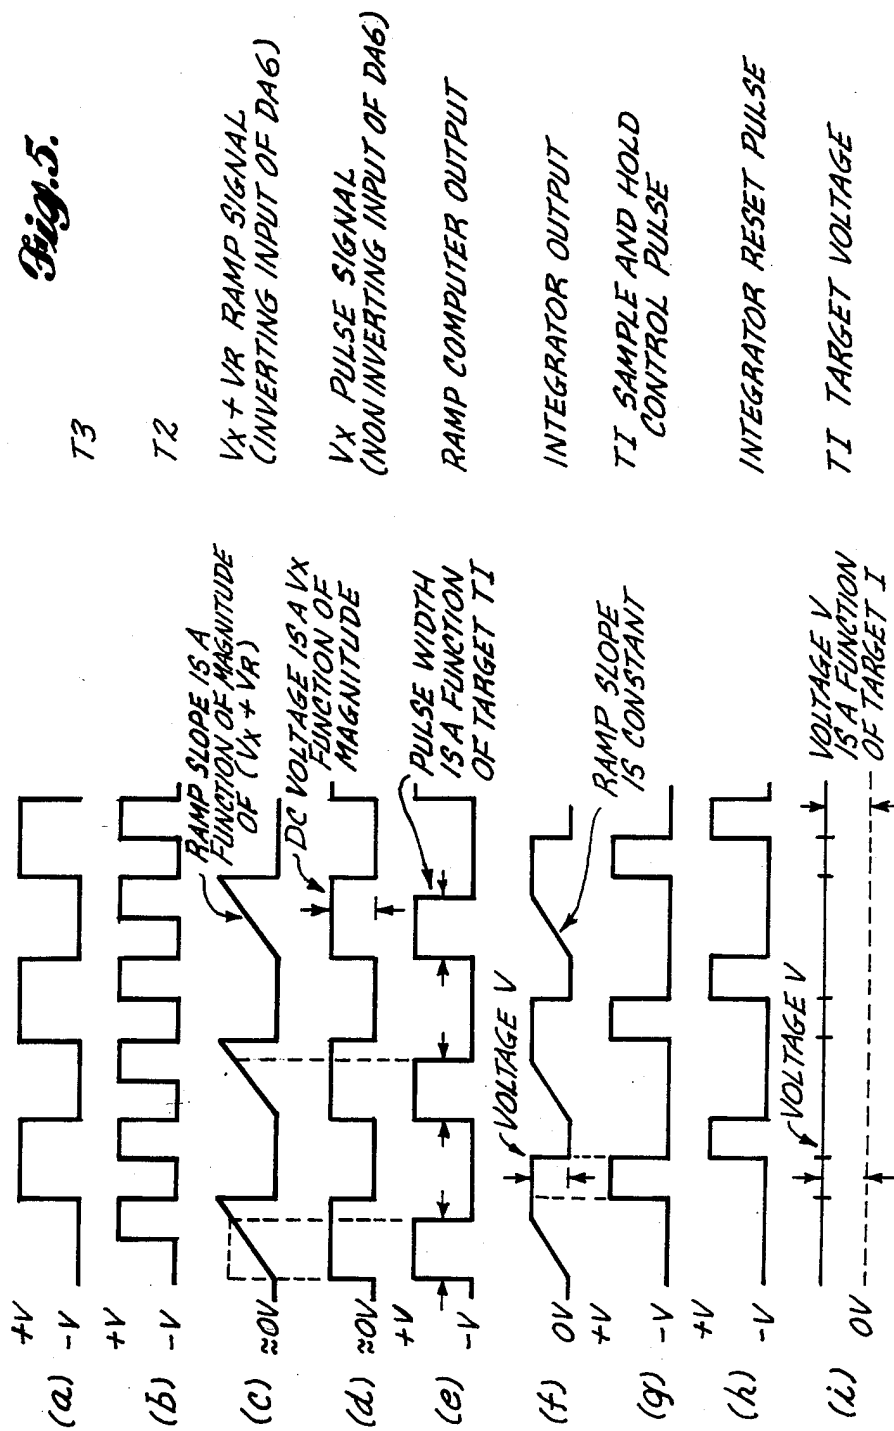 Fig. 5.
(a)
+V
-V
T3
(b)
+V
-V
T2
(c)
≈0V
RAMP SLOPE IS A
FUNCTION OF MAGNITUDE
OF (VX + VR)
VX + VR RAMP SIGNAL
(INVERTING INPUT OF DA6)
(d)
≈0V
DC VOLTAGE IS A VX
FUNCTION OF
MAGNITUDE
VX PULSE SIGNAL
(NON INVERTING INPUT OF DA6)
(e)
+V
-V
PULSE WIDTH
IS A FUNCTION
OF TARGET TI
RAMP COMPUTER OUTPUT
(f)
0V
VOLTAGE V
RAMP SLOPE
IS CONSTANT
INTEGRATOR OUTPUT
(g)
+V
-V
TI SAMPLE AND HOLD
CONTROL PULSE
(h)
+V
-V
INTEGRATOR RESET PULSE
(i)
0V
VOLTAGE V
VOLTAGE V
IS A FUNCTION
OF TARGET I
TI TARGET VOLTAGE